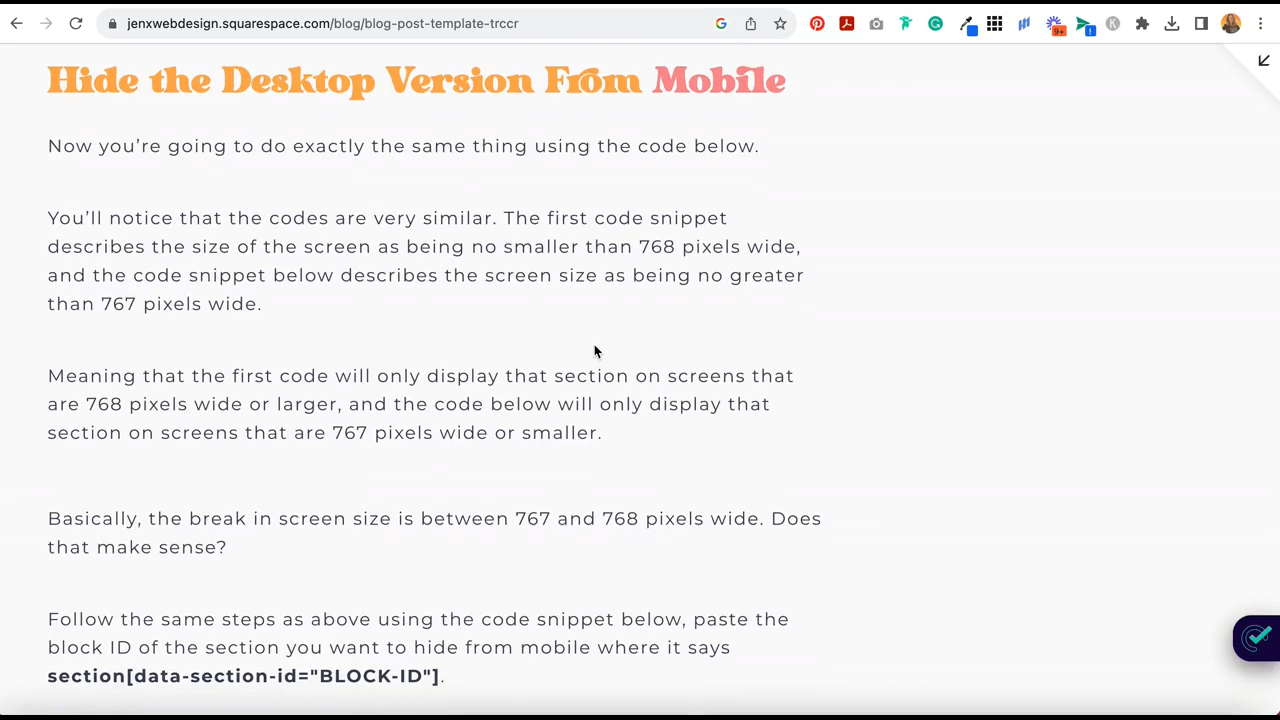 jenxwebdesign.squarespace.com/blog/blog-post-template-trccr
9+
Hide the Desktop Version From Mobile
Now you’re going to do exactly the same thing using the code below.
You’ll notice that the codes are very similar. The first code snippet
describes the size of the screen as being no smaller than 768 pixels wide,
and the code snippet below describes the screen size as being no greater
than 767 pixels wide.
Meaning that the first code will only display that section on screens that
are 768 pixels wide or larger, and the code below will only display that
section on screens that are 767 pixels wide or smaller.
Basically, the break in screen size is between 767 and 768 pixels wide. Does
that make sense?
Follow the same steps as above using the code snippet below, paste the
block ID of the section you want to hide from mobile where it says
section[data-section-id="BLOCK-ID"].